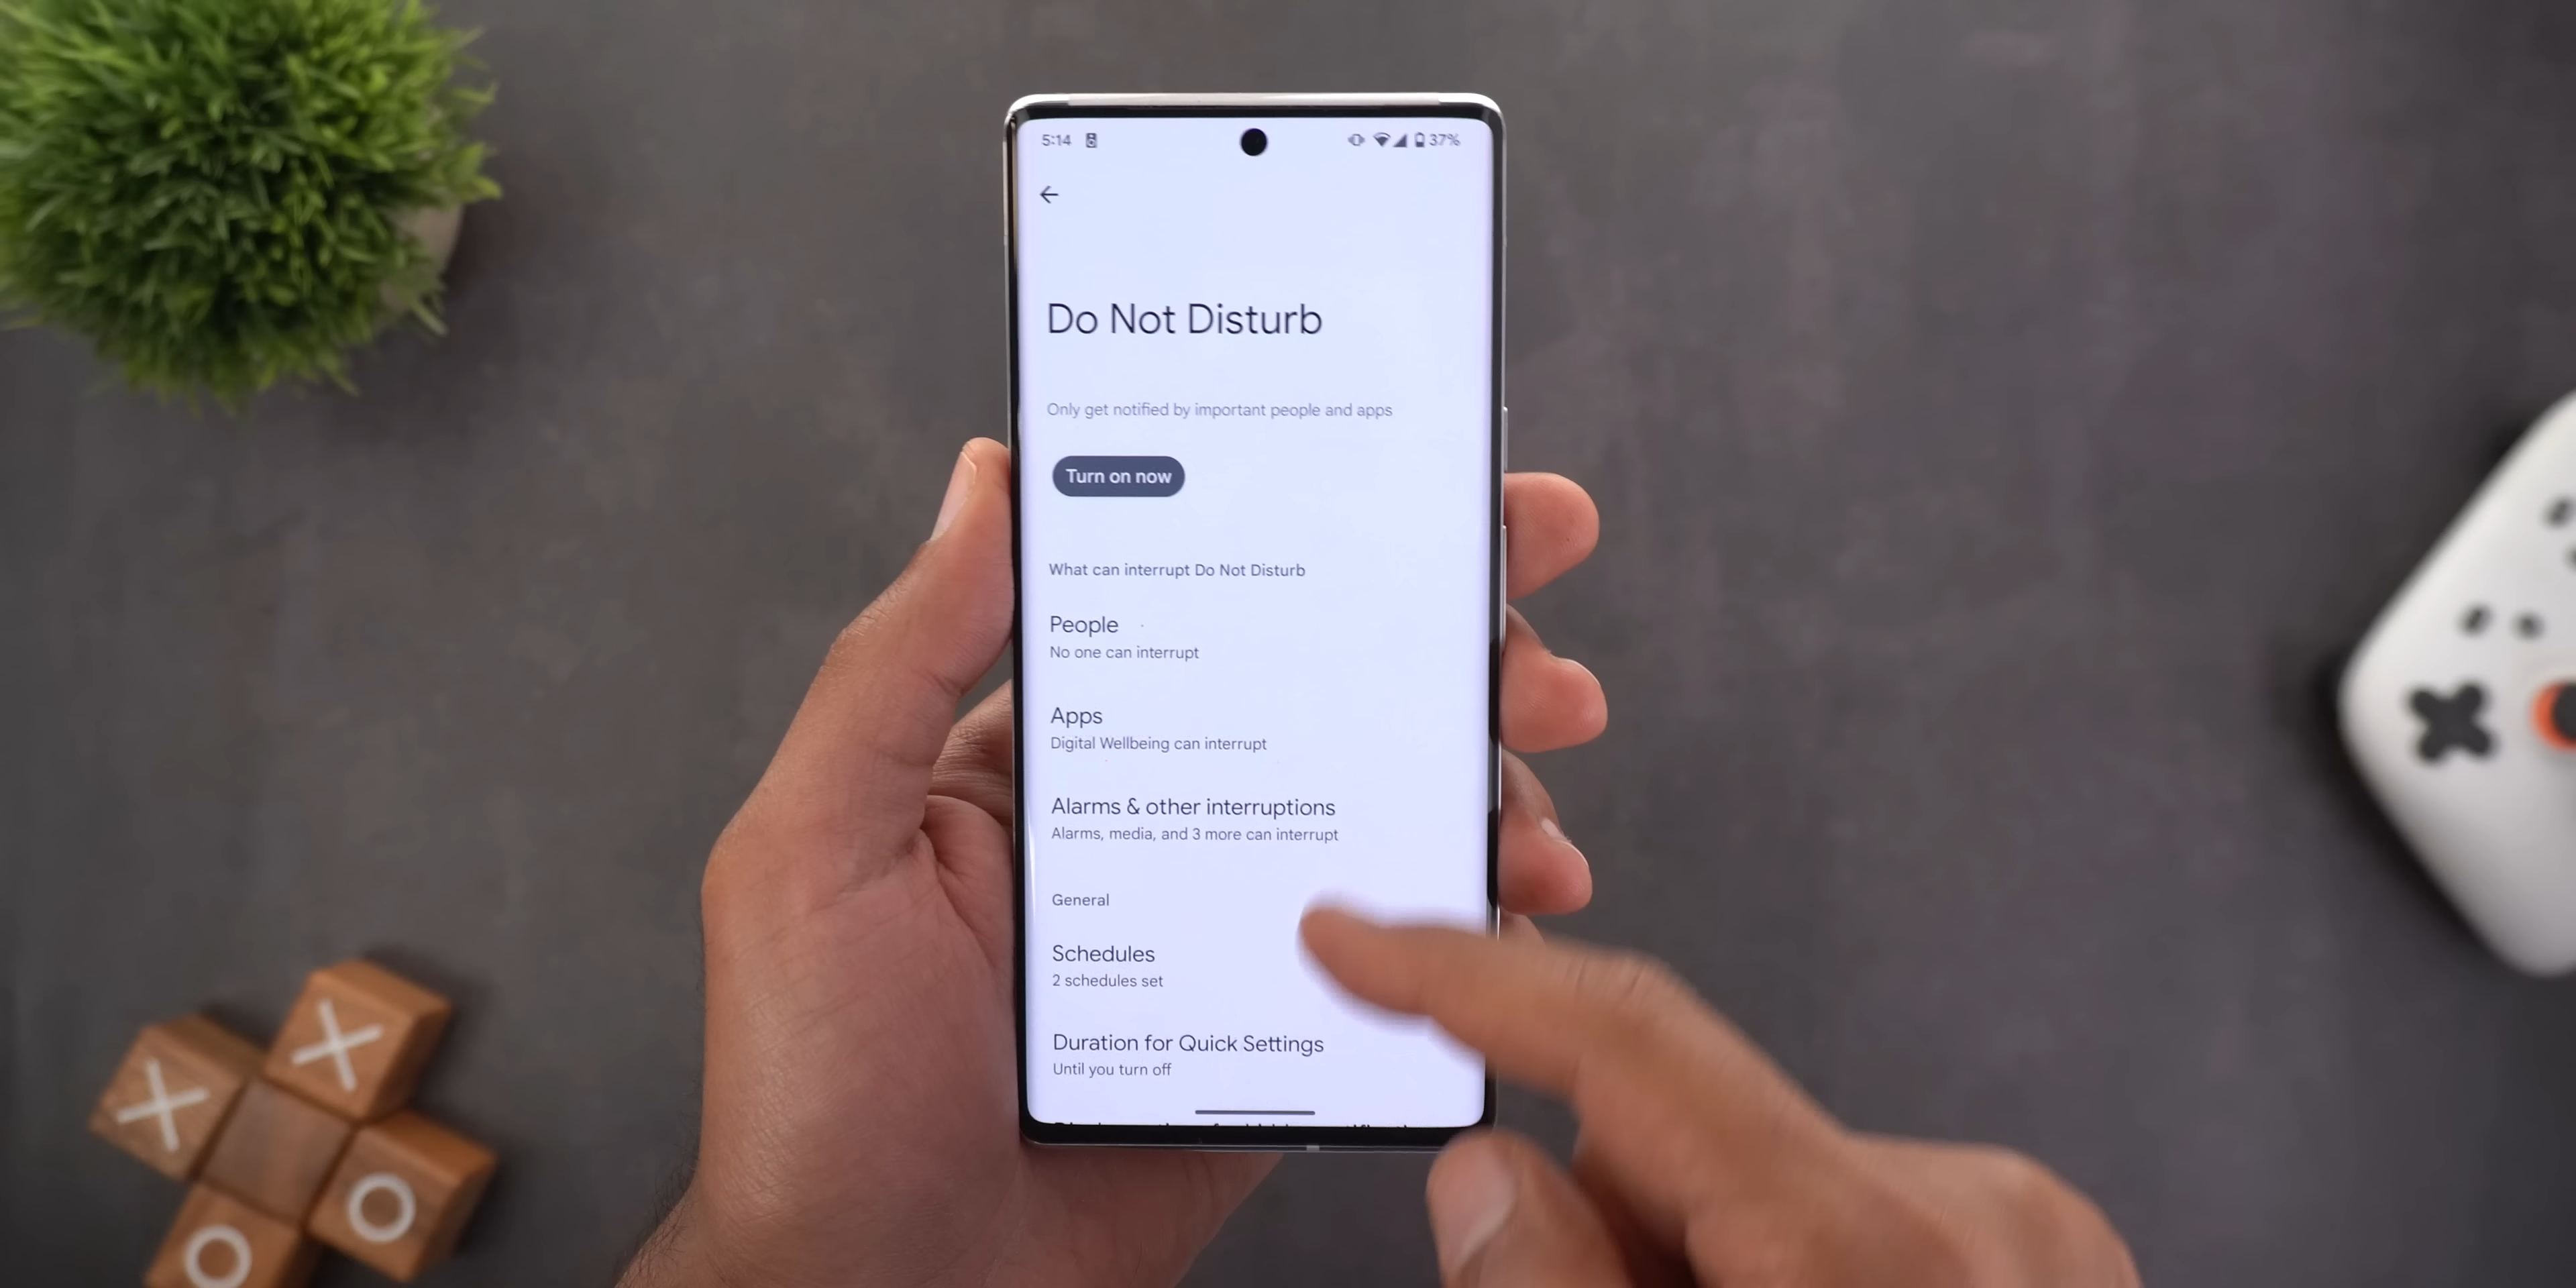 5:14 37%
Do Not Disturb
Only get notified by important people and apps
Turn on now
What can interrupt Do Not Disturb
People
No one can interrupt
Apps
Digital Wellbeing can interrupt
Alarms & other interruptions
Alarms, media, and 3 more can interrupt
General
Schedules
2 schedules set
Duration for Quick Settings
Until you turn off
X
X
O
O